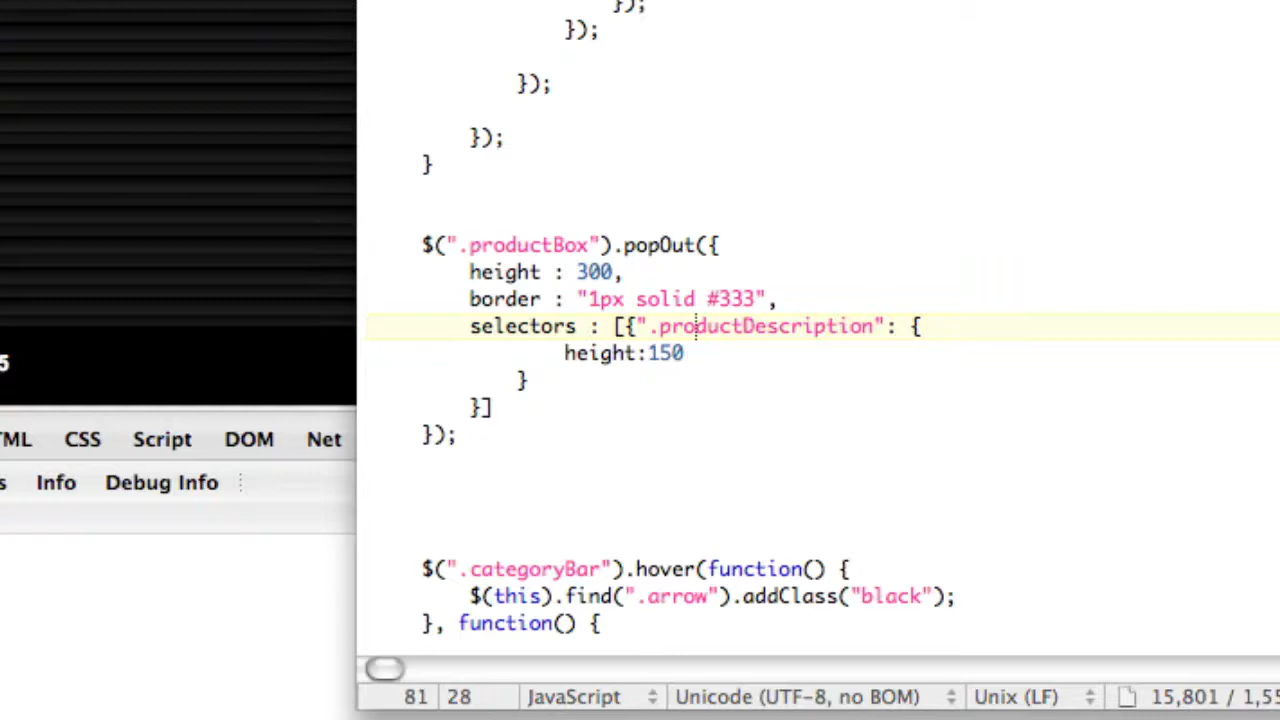 });
});
});
});
}
$(".productBox").popOut({
height : 300,
border : "1px solid #333",
selectors : [{".productDescription": {
height:150
}
}]
});
$(".categoryBar").hover(function() {
$(this).find(".arrow").addClass("black");
}, function() {
5
TML CSS Script DOM Net
s Info Debug Info
81 28 JavaScript Unicode (UTF-8, no BOM) Unix (LF) 15,801 / 1,55